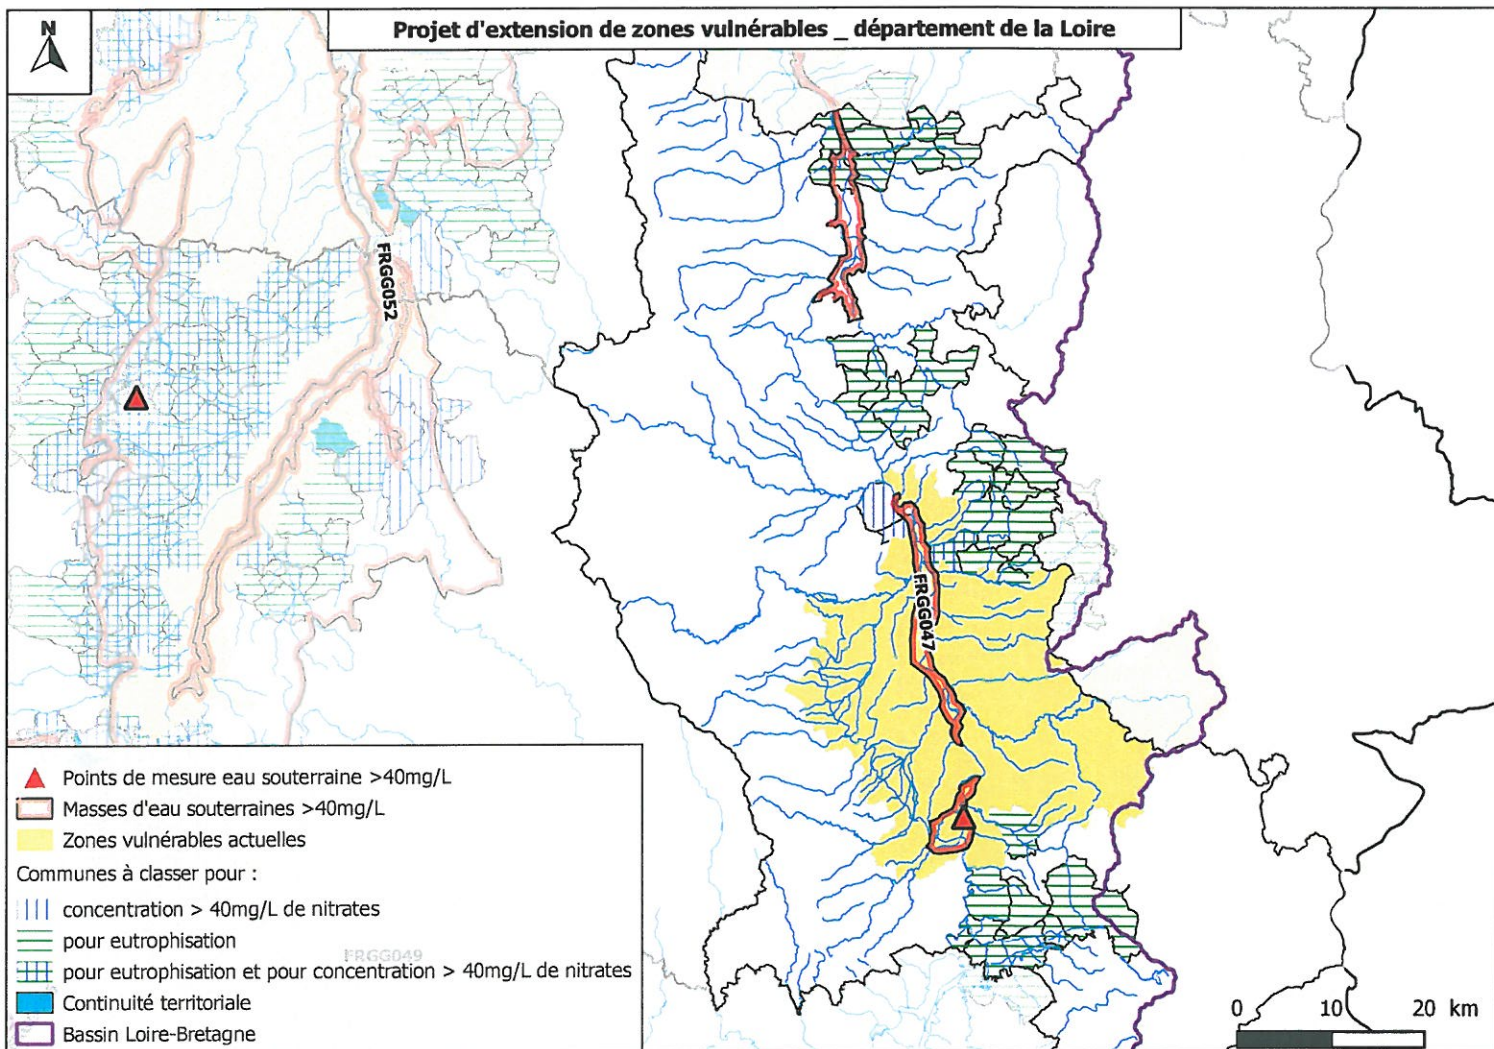 Projet d'extension de zones vulnérables _ département de la Loire
N
FRGG052
FRGG047
Points de mesure eau souterraine >40mg/L
Masses d'eau souterraines >40mg/L
Zones vulnérables actuelles
Communes à classer pour :
concentration > 40mg/L de nitrates
pour eutrophisation
FRGG049
pour eutrophisation et pour concentration > 40mg/L de nitrates
Continuité territoriale
Bassin Loire-Bretagne
0 10 20 km